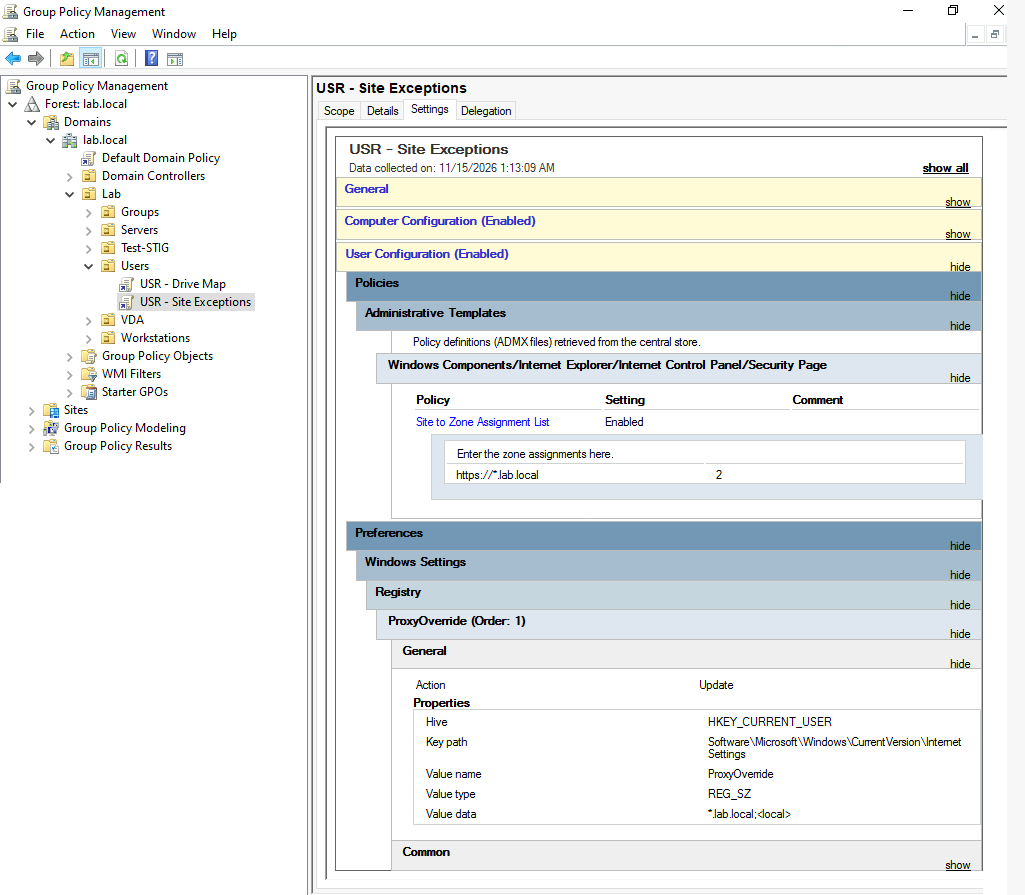 Group Policy Management
File Action View Window Help
Group Policy Management
Forest: lab.local
Domains
lab.local
Default Domain Policy
Domain Controllers
Lab
Groups
Servers
Test-STIG
Users
USR - Drive Map
USR - Site Exceptions
VDA
Workstations
Group Policy Objects
WMI Filters
Starter GPOs
Sites
Group Policy Modeling
Group Policy Results
USR - Site Exceptions
Scope Details Settings Delegation
USR - Site Exceptions
Data collected on: 11/15/2026 1:13:09 AM show all
General
show
Computer Configuration (Enabled)
show
User Configuration (Enabled)
hide
Policies
hide
Administrative Templates
hide
Policy definitions (ADMX files) retrieved from the central store.
Windows Components/Internet Explorer/Internet Control Panel/Security Page
hide
Policy Setting Comment
Site to Zone Assignment List Enabled
Enter the zone assignments here.
https://*.lab.local 2
Preferences
hide
Windows Settings
hide
Registry
hide
ProxyOverride (Order: 1)
hide
General
hide
Action Update
Properties
Hive HKEY_CURRENT_USER
Key path Software\Microsoft\Windows\CurrentVersion\Internet
Settings
Value name ProxyOverride
Value type REG_SZ
Value data *.lab.local;<local>
Common
show